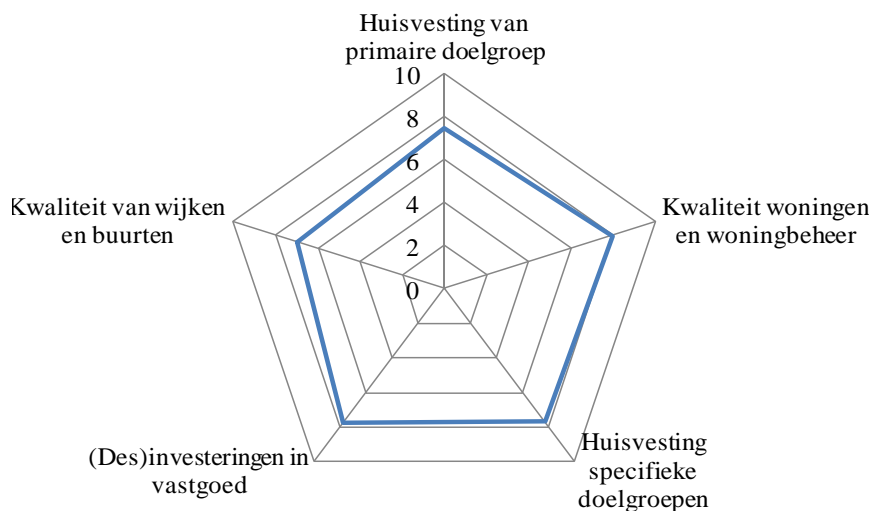 Huisvesting van
primaire doelgroep
10
8
6
4
2
0
Kwaliteit woningen
en woningbeheer
Huisvesting
specifieke
doelgroepen
(Des)investeringen in
vastgoed
Kwaliteit van wijken
en buurten